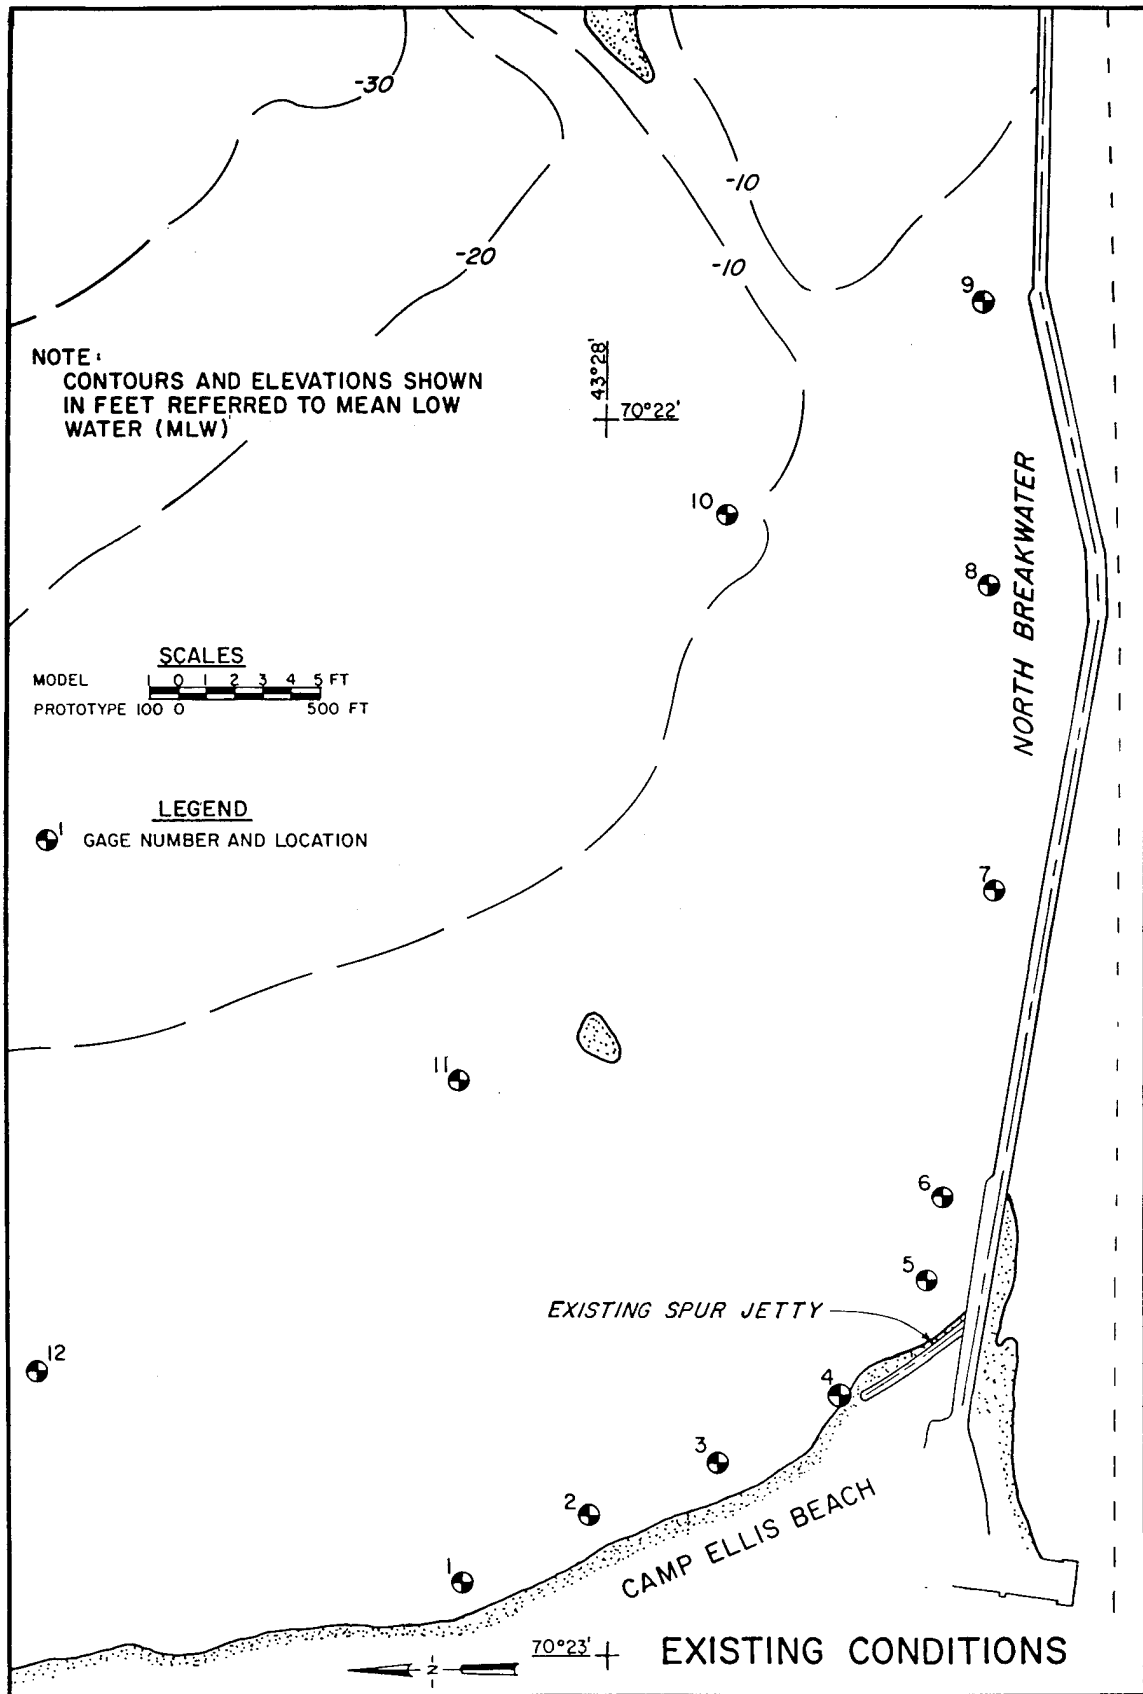 -30
-10
-20
-10
9
NOTE:
CONTOURS AND ELEVATIONS SHOWN
IN FEET REFERRED TO MEAN LOW
WATER (MLW)
43°28'
70°22'
10
8
NORTH BREAKWATER
SCALES
MODEL 1 0 1 2 3 4 5 FT
PROTOTYPE 100 0 500 FT
LEGEND
1 GAGE NUMBER AND LOCATION
7
11
6
5
EXISTING SPUR JETTY
12
4
3
2
CAMP ELLIS BEACH
1
70°23'
EXISTING CONDITIONS
N